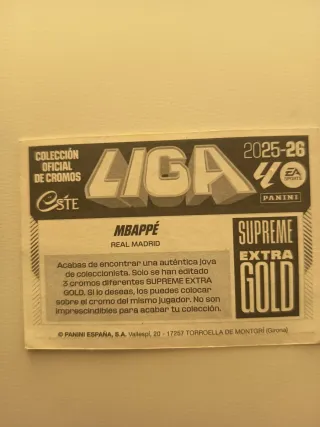 COLECCIÓN
OFICIAL
DE CROMOS
Este
LIGA
2025-26
EA
SPORTS
PANINI
MBAPPÉ
REAL MADRID
Acabas de encontrar una auténtica joya
de coleccionista. Solo se han editado
3 cromos diferentes SUPREME EXTRA
GOLD. Si lo deseas, los puedes colocar
sobre el cromo del mismo jugador. No son
imprescindibles para acabar tu colección.
SUPREME
EXTRA
GOLD
© PANINI ESPAÑA, S.A. Vallespí, 20 - 17257 TORROELLA DE MONTGRÍ (Girona)